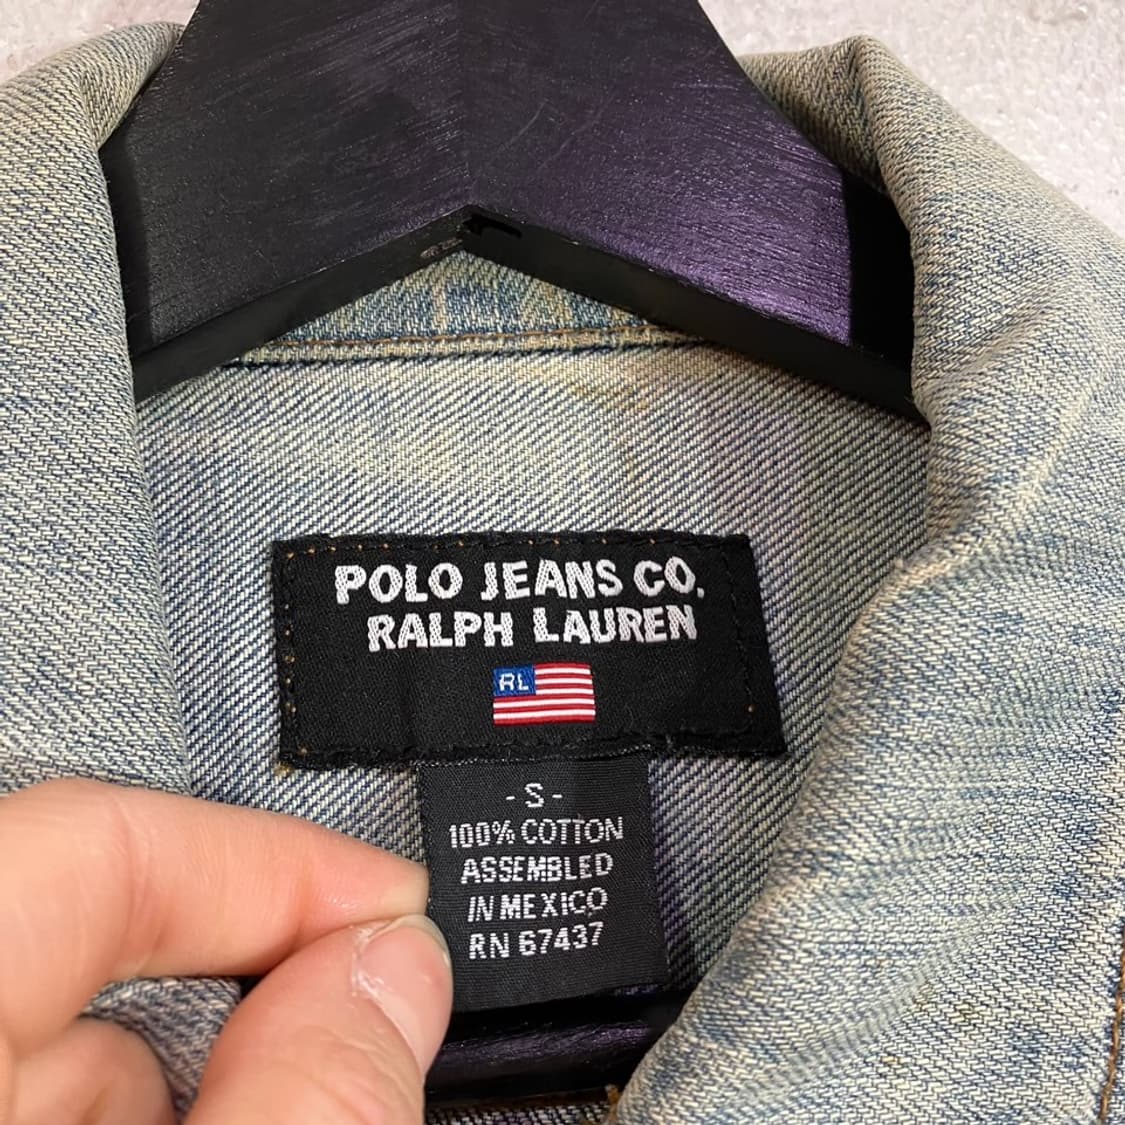 POLO JEANS CO.
RALPH LAUREN
RL
- S -
100% COTTON
ASSEMBLED
IN MEXICO
RN 67437